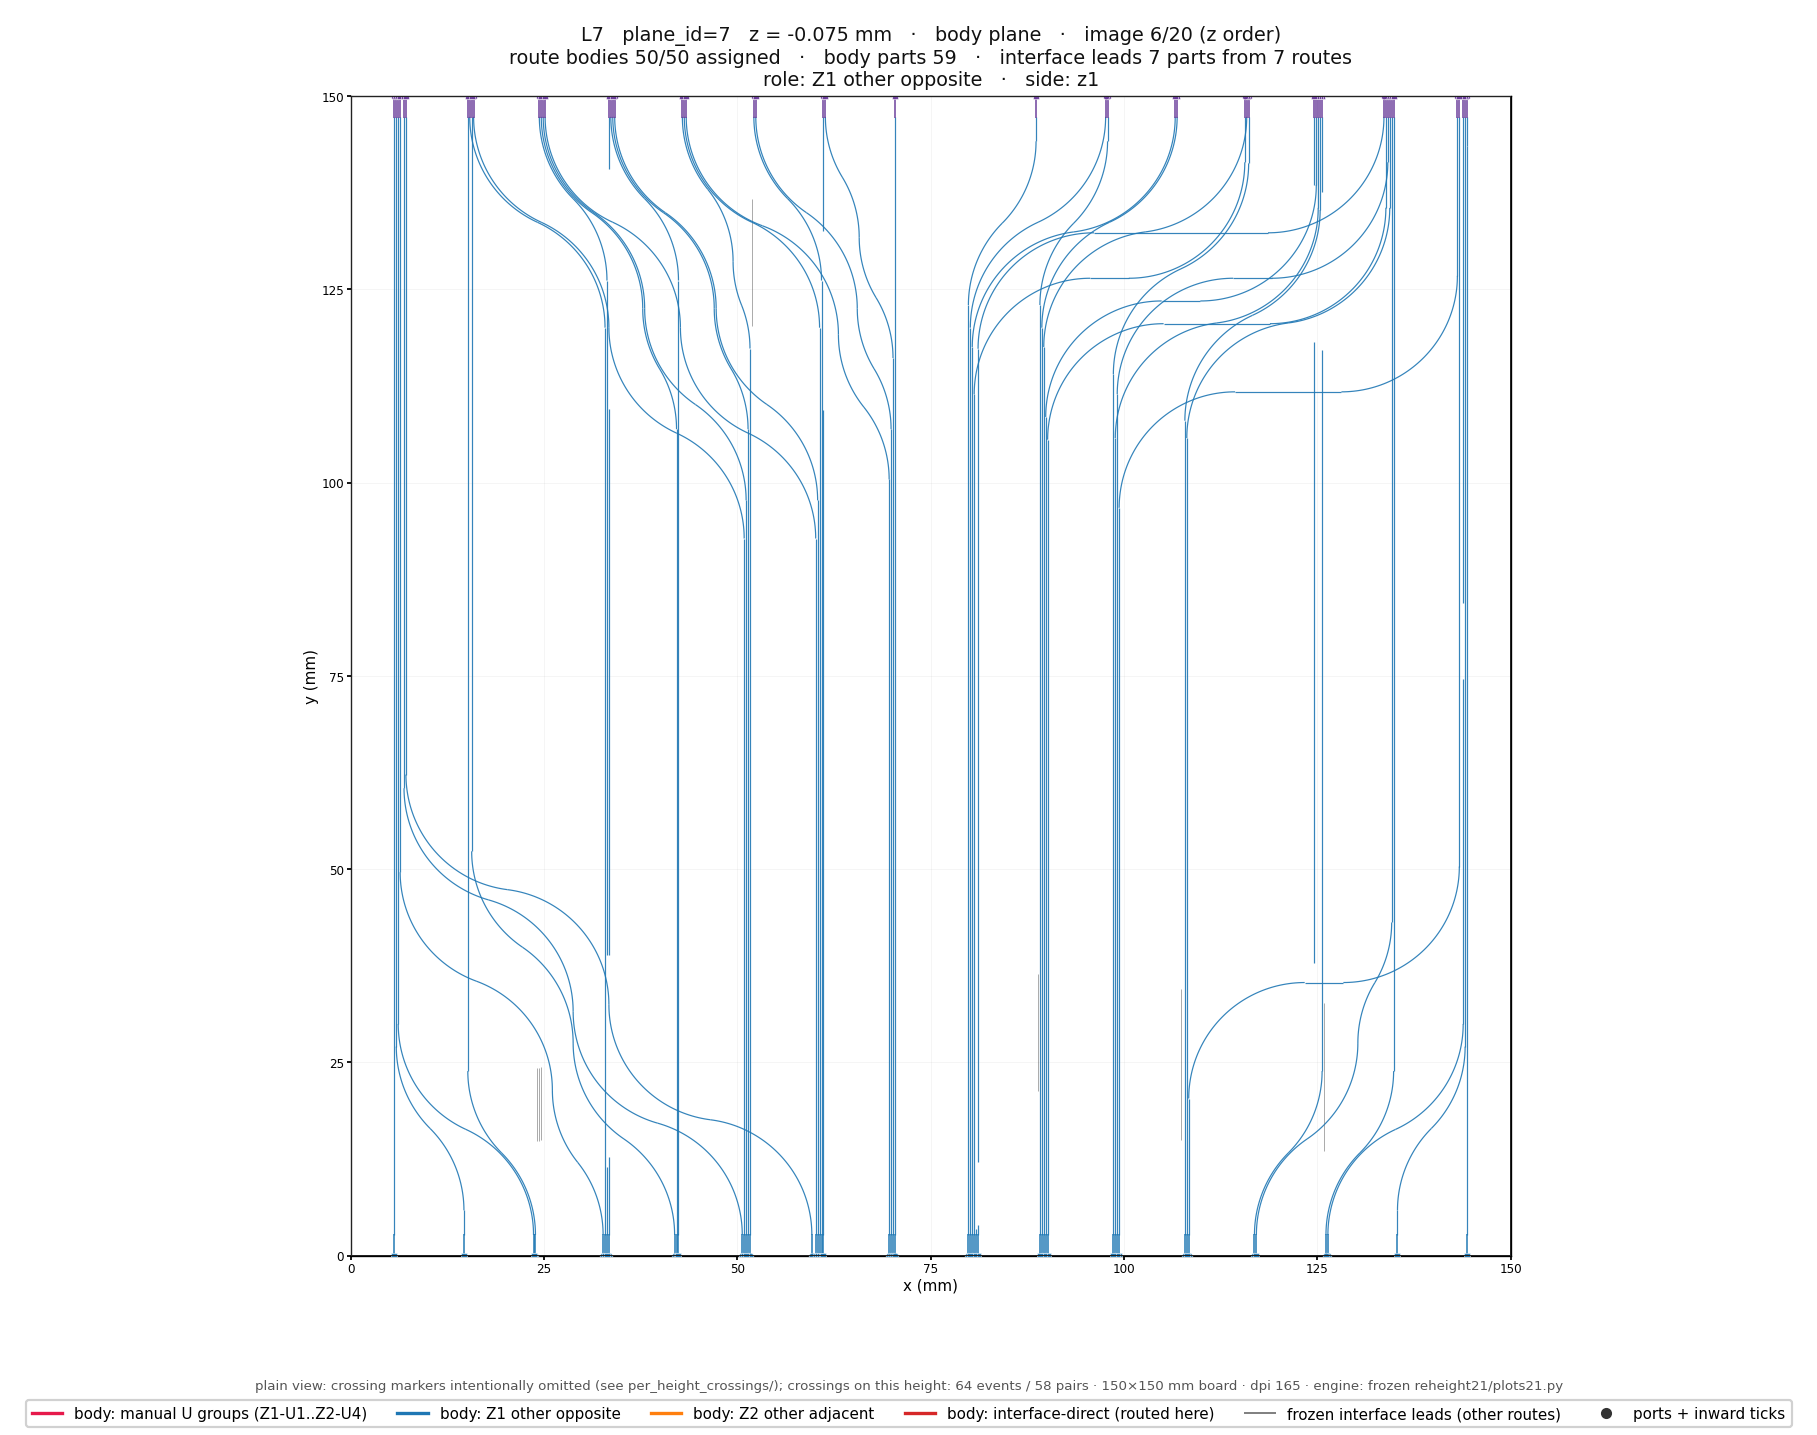 L7   plane_id=7   z = -0.075 mm   ·   body plane   ·   image 6/20 (z order)
route bodies 50/50 assigned   ·   body parts 59   ·   interface leads 7 parts from 7 routes
role: Z1 other opposite   ·   side: z1
150
125
100
75
50
25
0
y (mm)
0 25 50 75 100 125 150
x (mm)
plain view: crossing markers intentionally omitted (see per_height_crossings/); crossings on this height: 64 events / 58 pairs · 150×150 mm board · dpi 165 · engine: frozen reheight21/plots21.py
body: manual U groups (Z1-U1..Z2-U4) body: Z1 other opposite body: Z2 other adjacent body: interface-direct (routed here) frozen interface leads (other routes) ports + inward ticks